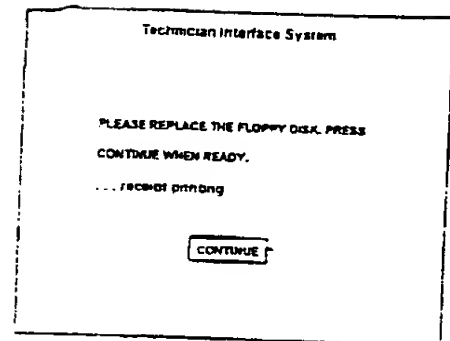 Technician Interface System
PLEASE REPLACE THE FLOPPY DISK. PRESS
CONTINUE WHEN READY.
... receipt printing
CONTINUE